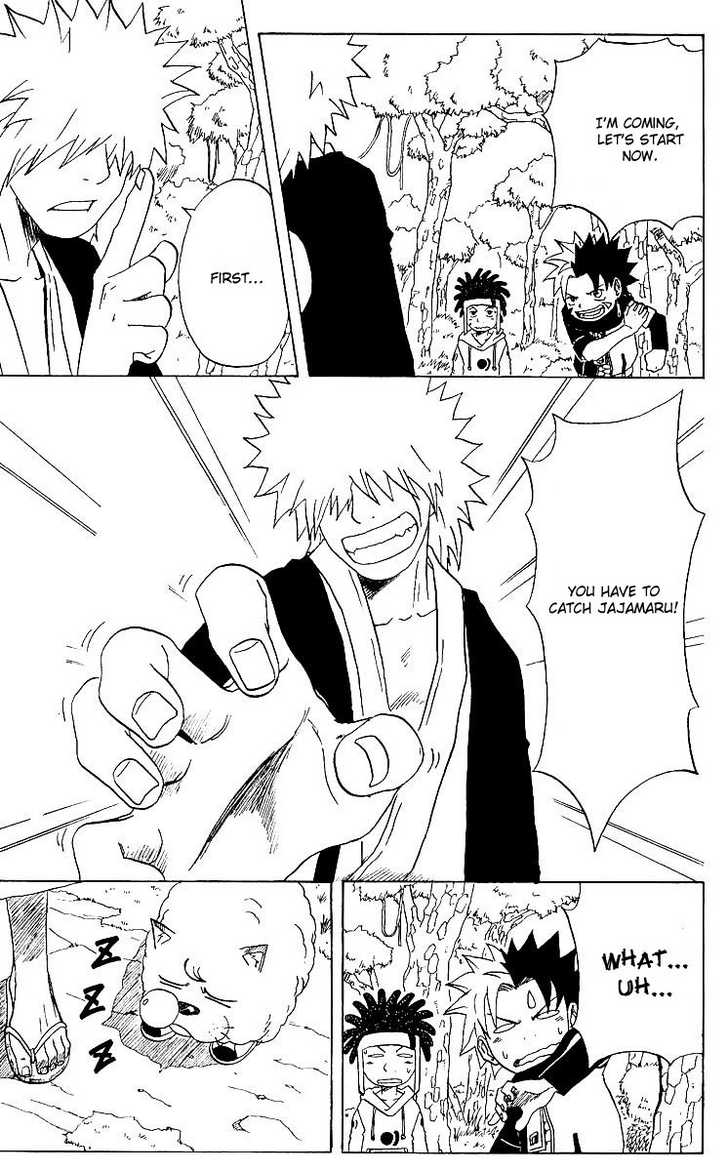 I'M COMING,
LET'S START
NOW.
FIRST...
YOU HAVE TO
CATCH JAJAMARU!
WHAT...
UH...
Z
Z
Z